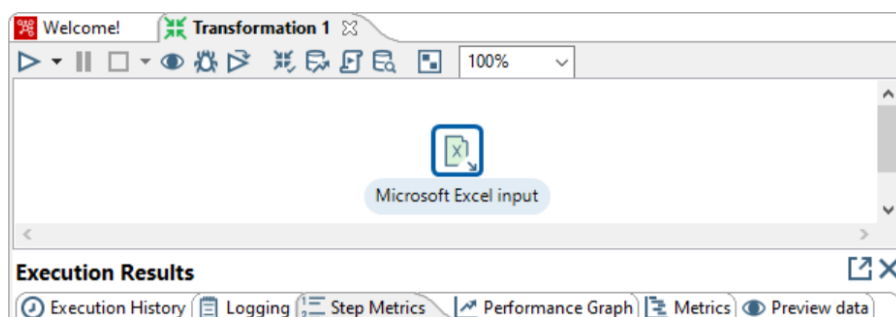 Welcome! Transformation 1
100%
Microsoft Excel input
Execution Results
Execution History Logging Step Metrics Performance Graph Metrics Preview data